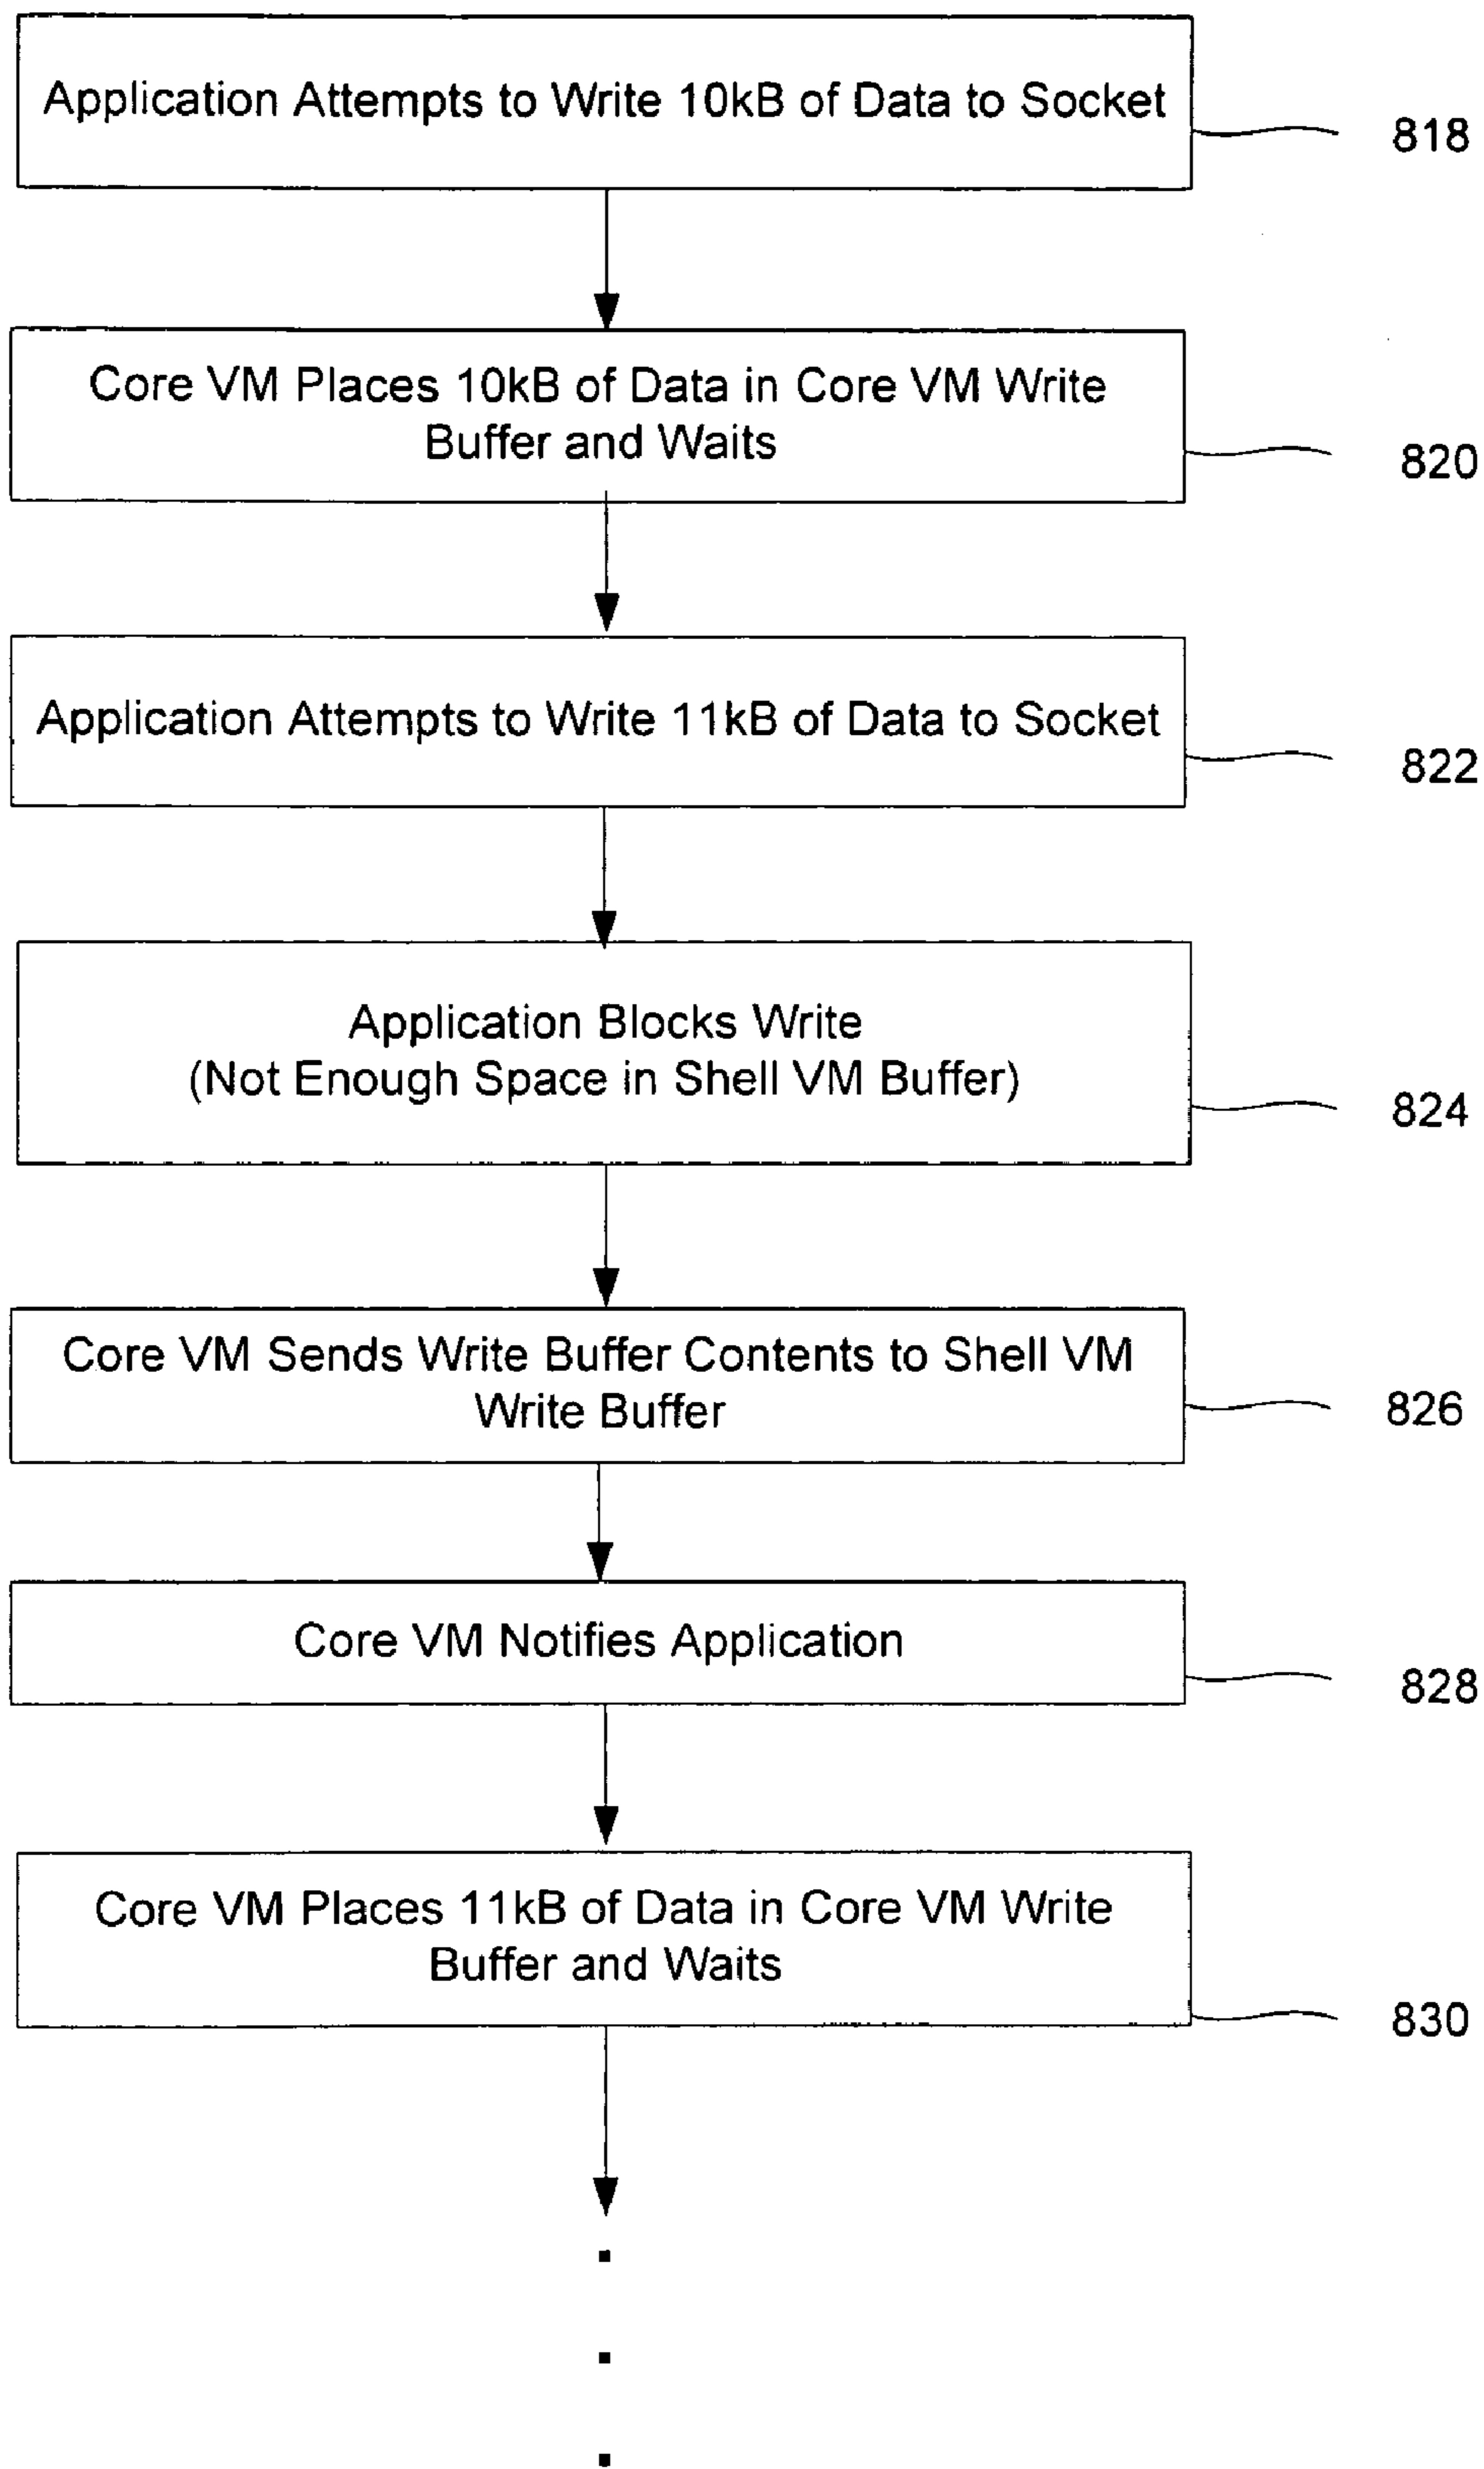 Application Attempts to Write 10kB of Data to Socket
818
Core VM Places 10kB of Data in Core VM Write
Buffer and Waits
820
Application Attempts to Write 11kB of Data to Socket
822
Application Blocks Write
(Not Enough Space in Shell VM Buffer)
824
Core VM Sends Write Buffer Contents to Shell VM
Write Buffer
826
Core VM Notifies Application
828
Core VM Places 11kB of Data in Core VM Write
Buffer and Waits
830